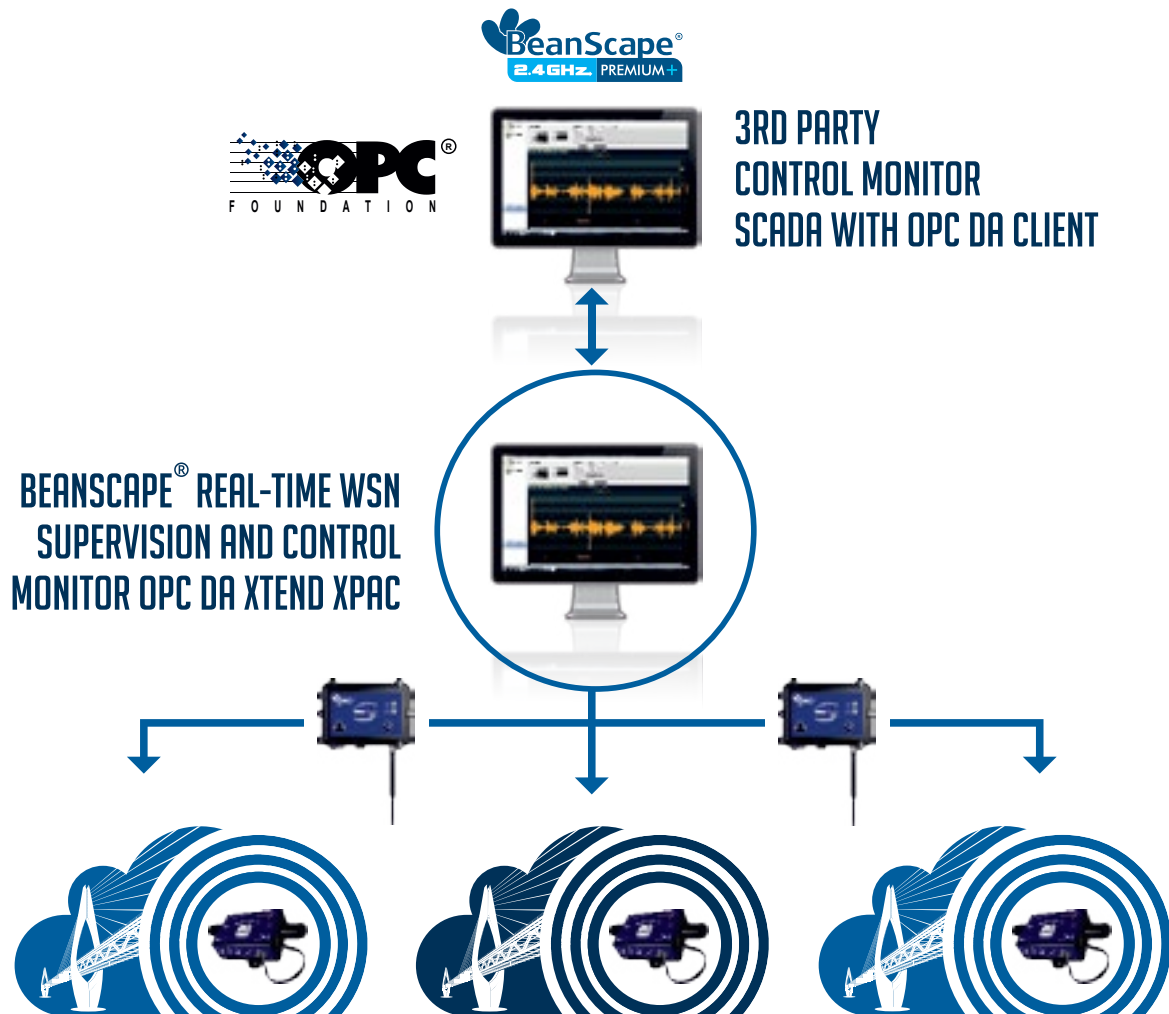 BeanScape®
2.4GHz. PREMIUM+
OPC®
FOUNDATION
3RD PARTY
CONTROL MONITOR
SCADA WITH OPC DA CLIENT
BEANSCAPE® REAL-TIME WSN
SUPERVISION AND CONTROL
MONITOR OPC DA XTEND XPAC